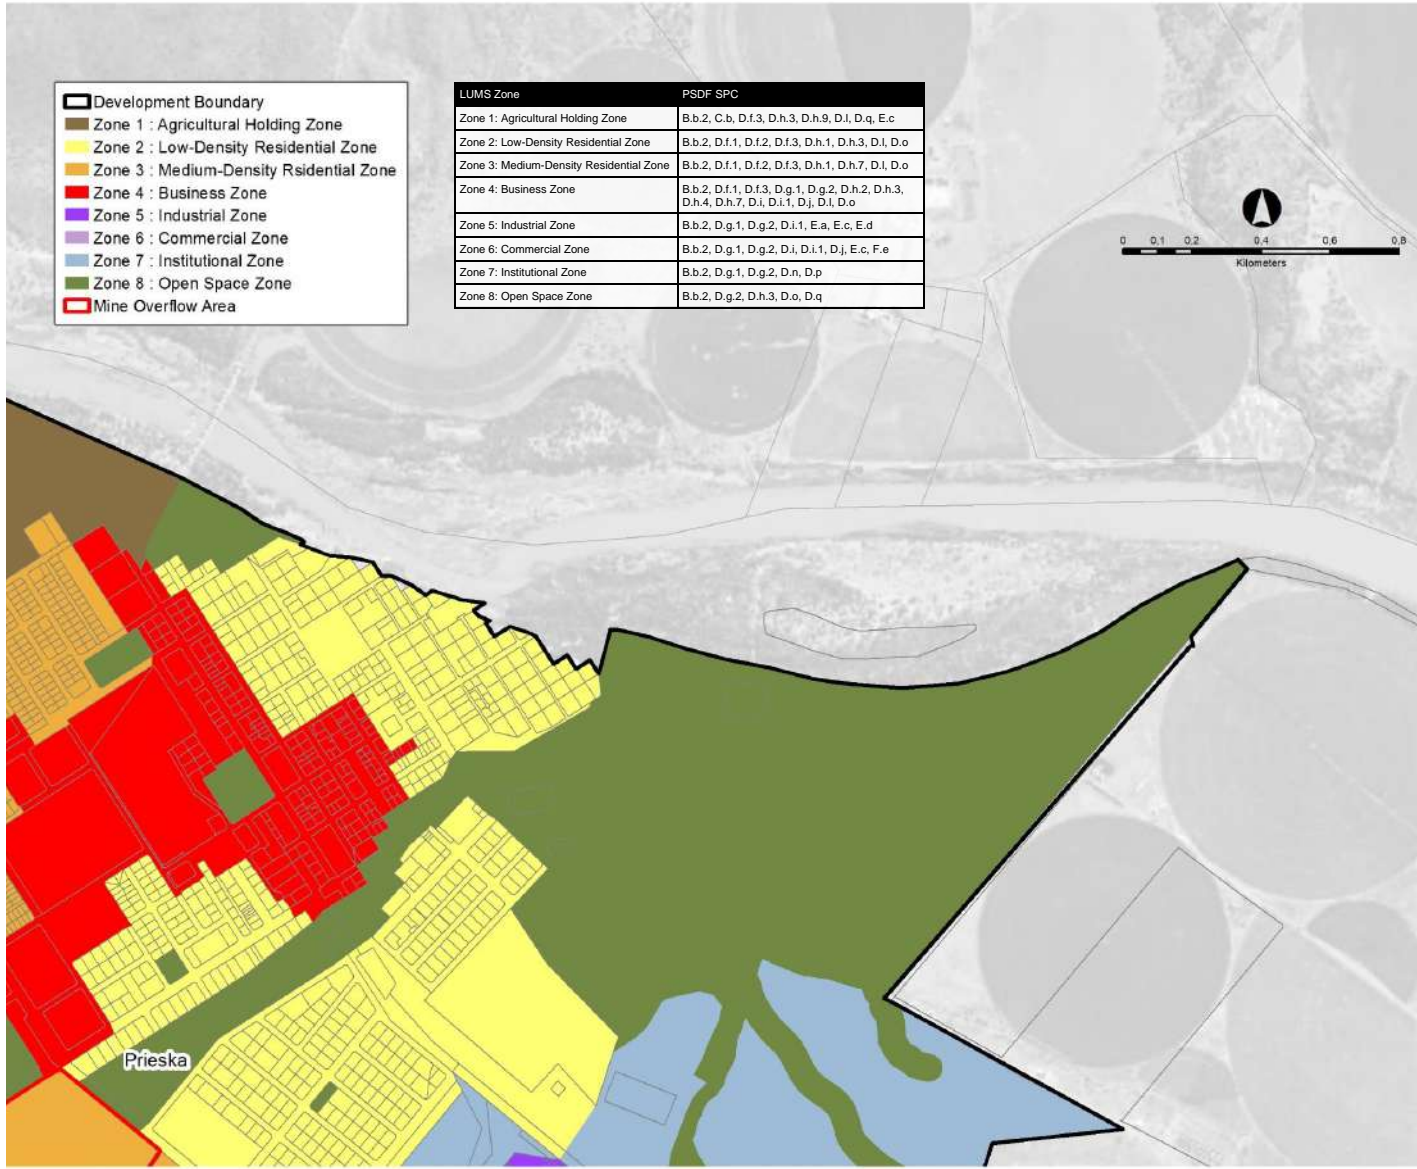 Development Boundary
Zone 1 : Agricultural Holding Zone
Zone 2 : Low-Density Residential Zone
Zone 3 : Medium-Density Rsidential Zone
Zone 4 : Business Zone
Zone 5 : Industrial Zone
Zone 6 : Commercial Zone
Zone 7 : Institutional Zone
Zone 8 : Open Space Zone
Mine Overflow Area
LUMS Zone PSDF SPC
Zone 1: Agricultural Holding Zone B.b.2, C.b, D.f.3, D.h.3, D.h.9, D.l, D.q, E.c
Zone 2: Low-Density Residential Zone B.b.2, D.f.1, D.f.2, D.f.3, D.h.1, D.h.3, D.l, D.o
Zone 3: Medium-Density Residential Zone B.b.2, D.f.1, D.f.2, D.f.3, D.h.1, D.h.7, D.l, D.o
Zone 4: Business Zone B.b.2, D.f.1, D.f.3, D.g.1, D.g.2, D.h.2, D.h.3,
D.h.4, D.h.7, D.i, D.i.1, D.j, D.l, D.o
Zone 5: Industrial Zone B.b.2, D.g.1, D.g.2, D.i.1, E.a, E.c, E.d
Zone 6: Commercial Zone B.b.2, D.g.1, D.g.2, D.i, D.i.1, D.j, E.c, F.e
Zone 7: Institutional Zone B.b.2, D.g.1, D.g.2, D.n, D.p
Zone 8: Open Space Zone B.b.2, D.g.2, D.h.3, D.o, D.q
0 0,1 0,2 0,4 0,6 0,8
Kilometers
Prieska